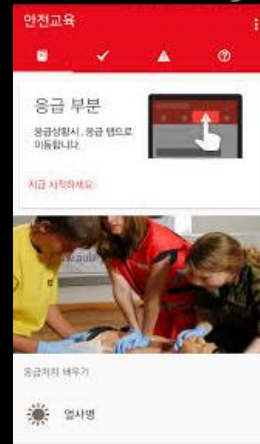 안전교육
응급 부분
응급상황시, 응급 탭으로
이동합니다.
지금 시작하세요
응급처치 배우기
열사병